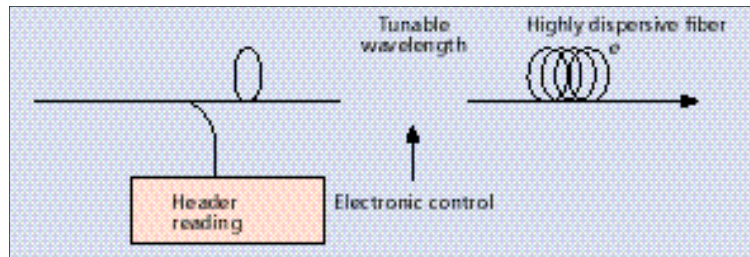 Tunable
wavelength
Highly dispersive fiber
e
Header
reading
Electronic control